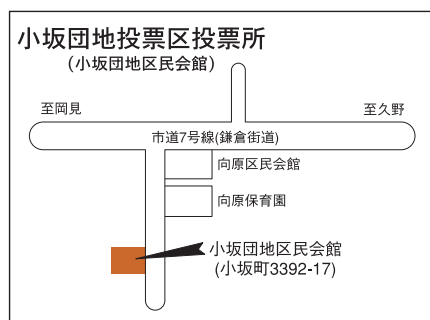 小坂団地投票区投票所
(小坂団地区民会館)
至岡見
至久野
市道7号線(鎌倉街道)
向原区民会館
向原保育園
小坂団地区民会館
(小坂町3392-17)